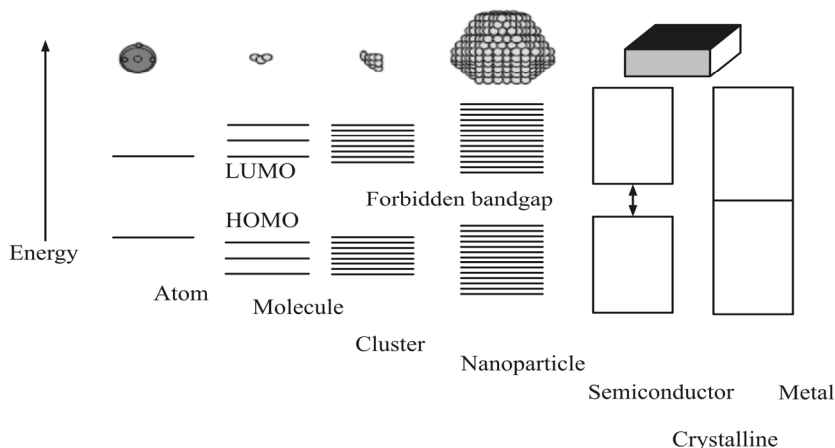 LUMO
Forbidden bandgap
HOMO
Energy
Atom
Molecule
Cluster
Nanoparticle
Semiconductor Metal
Crystalline